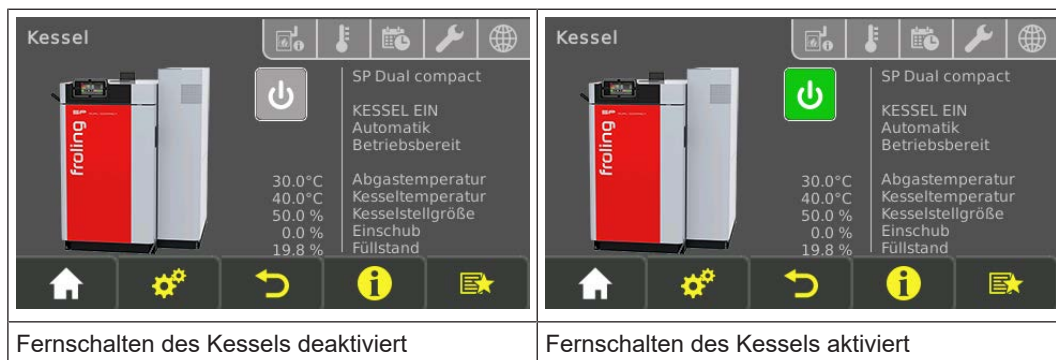 Kessel
SP Dual compact
KESSEL EIN
Automatik
Betriebsbereit
30.0°C Abgastemperatur
40.0°C Kesseltemperatur
50.0 % Kesselstellgröße
0.0 % Einschub
19.8 % Füllstand
froling
SP
Fernschalten des Kessels deaktiviert
Kessel
SP Dual compact
KESSEL EIN
Automatik
Betriebsbereit
30.0°C Abgastemperatur
40.0°C Kesseltemperatur
50.0 % Kesselstellgröße
0.0 % Einschub
19.8 % Füllstand
froling
SP
Fernschalten des Kessels aktiviert